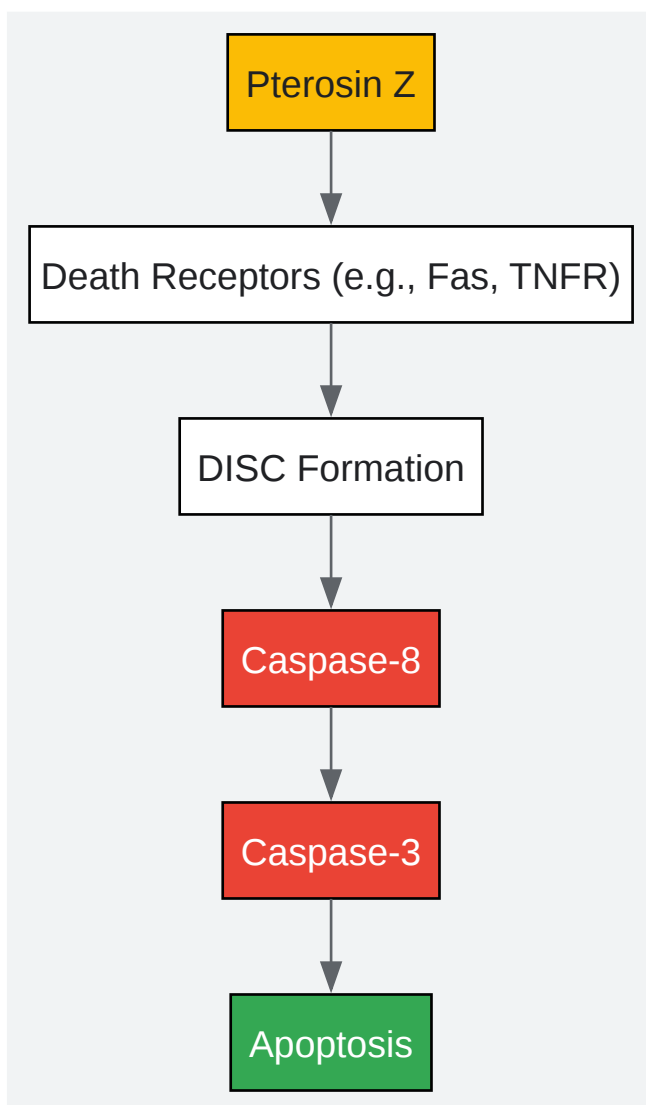 Pterosin Z
Death Receptors (e.g., Fas, TNFR)
DISC Formation
Caspase-8
Caspase-3
Apoptosis